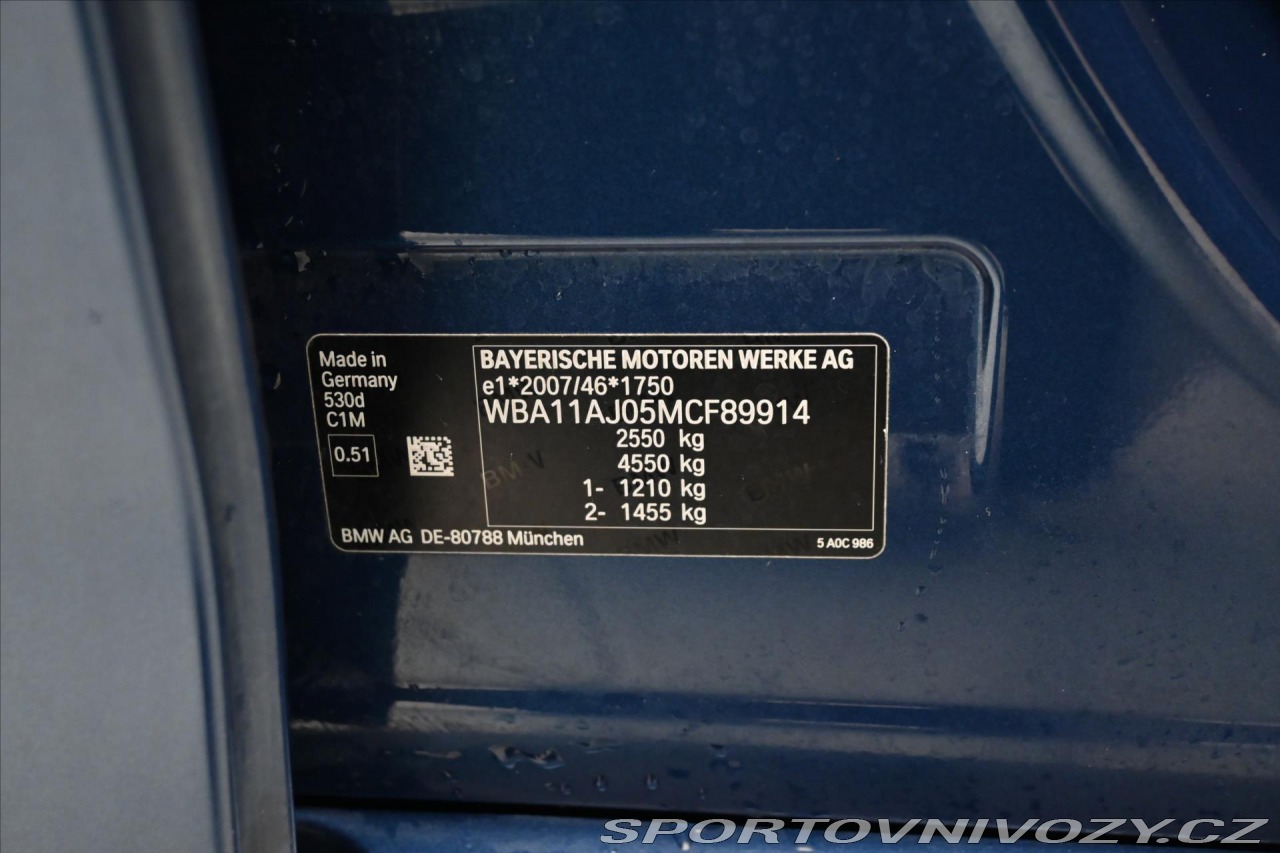 Made in
Germany
530d
C1M
0.51
BAYERISCHE MOTOREN WERKE AG
e1*2007/46*1750
WBA11AJ05MCF89914
2550 kg
4550 kg
1- 1210 kg
2- 1455 kg
BMW AG DE-80788 München
5 A0C 986
SPORTOVNIVOZY.CZ